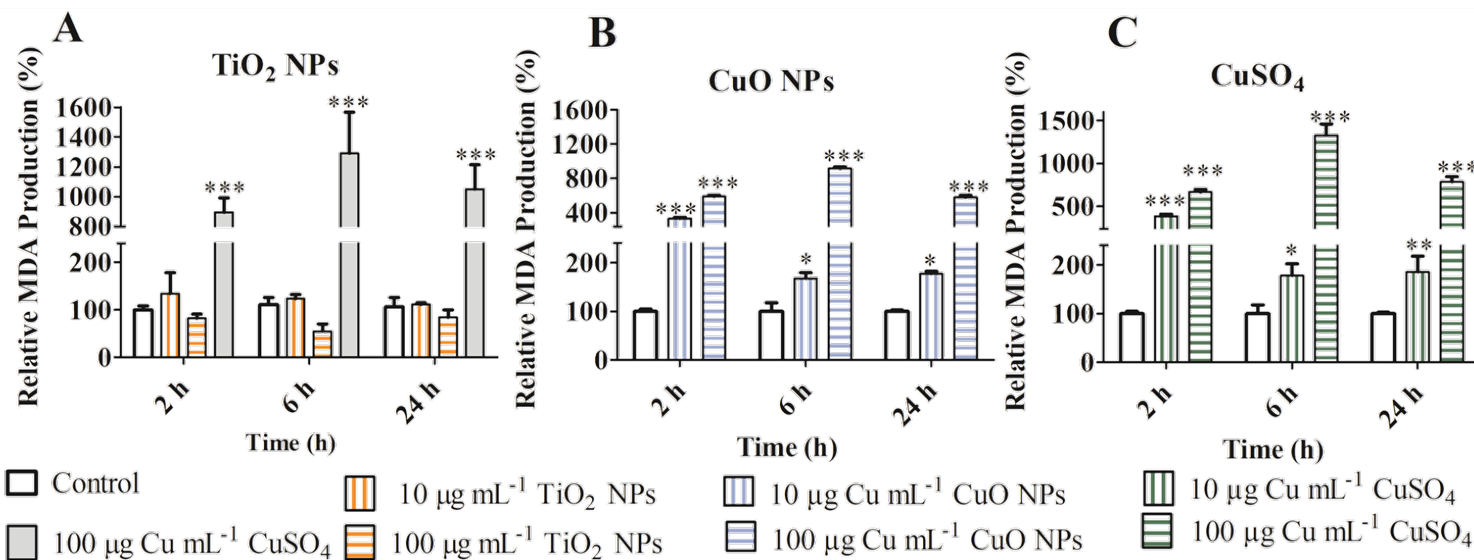 A
TiO₂ NPs
Relative MDA Production (%)
1600
1400
1200
1000
800
200
100
0
***
***
***
2 h
6 h
24 h
Time (h)
B
CuO NPs
Relative MDA Production (%)
1600
1200
800
400
200
100
0
***
***
*
***
*
***
2 h
6 h
24 h
Time (h)
C
CuSO₄
Relative MDA Production (%)
1500
1000
500
200
100
0
***
***
*
***
**
***
2 h
6 h
24 h
Time (h)
Control
100 µg Cu mL⁻¹ CuSO₄
10 µg mL⁻¹ TiO₂ NPs
100 µg mL⁻¹ TiO₂ NPs
10 µg Cu mL⁻¹ CuO NPs
100 µg Cu mL⁻¹ CuO NPs
10 µg Cu mL⁻¹ CuSO₄
100 µg Cu mL⁻¹ CuSO₄